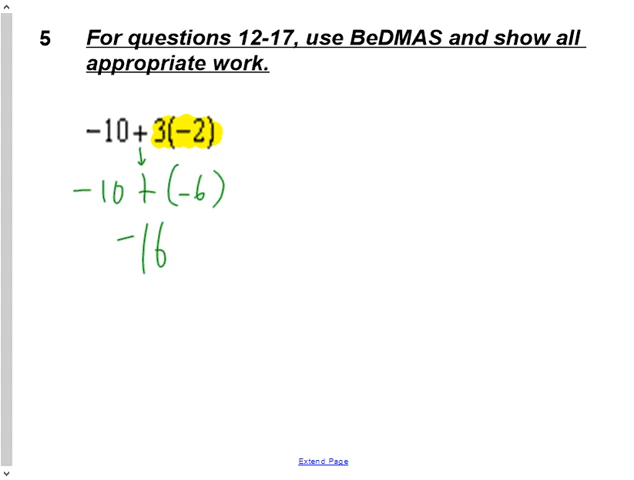 5 For questions 12-17, use BeDMAS and show all
appropriate work.
−10+3(−2)
-10 + (-6)
-16
Extend Page